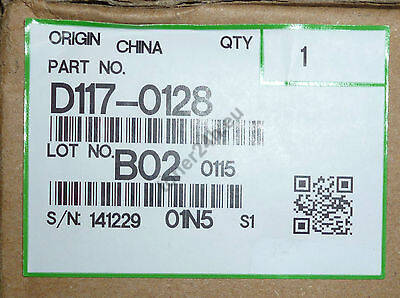 ORIGIN CHINA QTY 1
PART NO.
D117-0128
LOT NO. B02 0115
S/N: 141229 01N5 S1